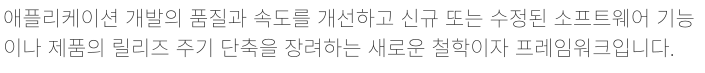 애플리케이션 개발의 품질과 속도를 개선하고 신규 또는 수정된 소프트웨어 기능
이나 제품의 릴리즈 주기 단축을 장려하는 새로운 철학이자 프레임워크입니다.